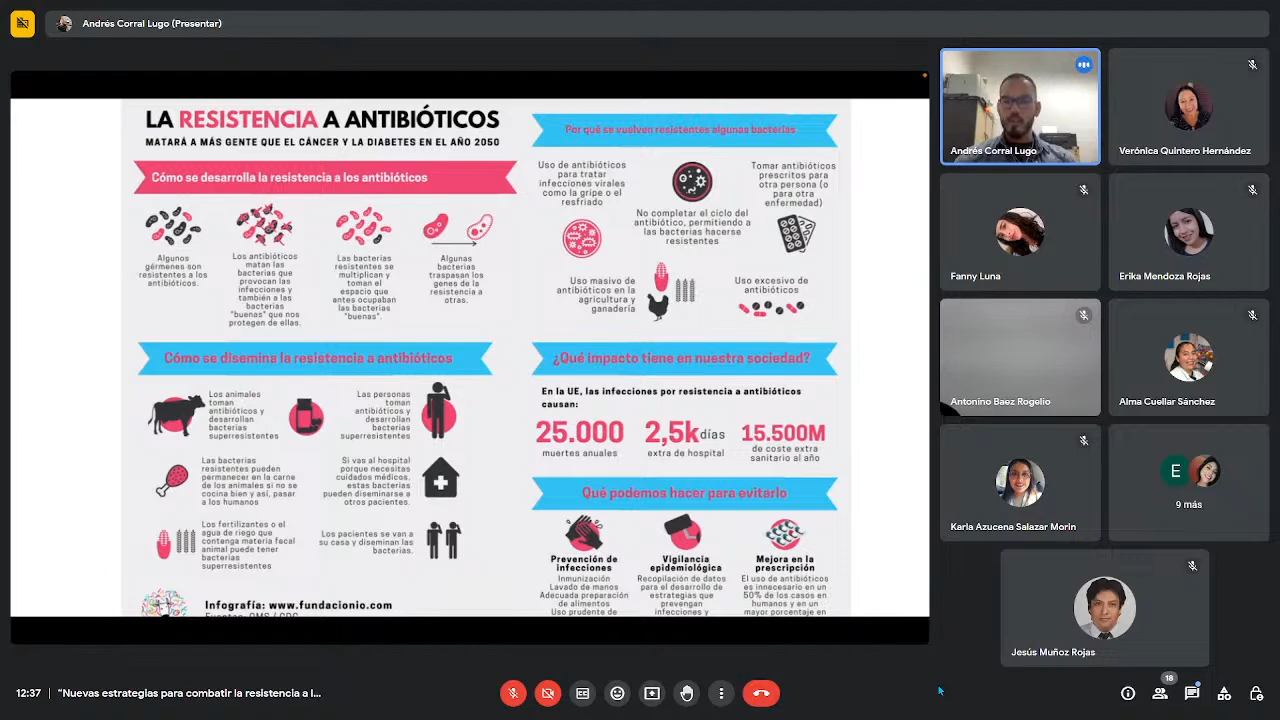 Andrés Corral Lugo (Presentar)
LA RESISTENCIA A ANTIBIÓTICOS
MATARÁ A MÁS GENTE QUE EL CÁNCER Y LA DIABETES EN EL AÑO 2050
Cómo se desarrolla la resistencia a los antibióticos
Algunos
gérmenes son
resistentes a los
antibióticos.
Los antibióticos
matan las
bacterias que
provocan las
infecciones y
también a las
bacterias
"buenas" que nos
protegen de ellas.
Las bacterias
resistentes se
multiplican y
toman el
espacio que
antes ocupaban
las bacterias
"buenas".
Algunas
bacterias
traspasan los
genes de la
resistencia a
otras.
Cómo se disemina la resistencia a antibióticos
Los animales
toman
antibióticos y
desarrollan
bacterias
superresistentes
Las personas
toman
antibióticos y
desarrollan
bacterias
superresistentes
Las bacterias
resistentes pueden
permanecer en la carne
de los animales si no se
cocina bien y así, pasar
a los humanos
Si vas al hospital
porque necesitas
cuidados médicos,
estas bacterias
pueden diseminarse a
otros pacientes.
Los fertilizantes o el
agua de riego que
contenga materia fecal
animal puede tener
bacterias
superresistentes
Los pacientes se van a
su casa y diseminan las
bacterias.
Infografía: www.fundacionio.com
Fuentes: OMS / CDC
Por qué se vuelven resistentes algunas bacterias
Uso de antibióticos
para tratar
infecciones virales
como la gripe o el
resfriado
No completar el ciclo del
antibiótico, permitiendo a
las bacterias hacerse
resistentes
Tomar antibióticos
prescritos para
otra persona (o
para otra
enfermedad)
Uso masivo de
antibióticos en la
agricultura y
ganadería
Uso excesivo de
antibióticos
¿Qué impacto tiene en nuestra sociedad?
En la UE, las infecciones por resistencia a antibióticos
causan:
25.000
muertes anuales
2,5k días
extra de hospital
15.500M
de coste extra
sanitario al año
Qué podemos hacer para evitarlo
Prevención de
infecciones
Inmunización
Lavado de manos
Adecuada preparación
de alimentos
Uso prudente de
Vigilancia
epidemiológica
Recopilación de datos
para el desarrollo de
estrategias que
prevengan
infecciones y
Mejora en la
prescripción
El uso de antibióticos
es innecesario en un
50% de los casos en
humanos y en un
mayor porcentaje en
Andrés Corral Lugo
Verónica Quintero Hernández
Fanny Luna
Erika Mendoza Rojas
Antonino Baez Rogelio
Alma Cuellar Sánchez
Karla Azucena Salazar Morin
E
9 más
Jesús Muñoz Rojas
12:37
"Nuevas estrategias para combatir la resistencia a l...
18